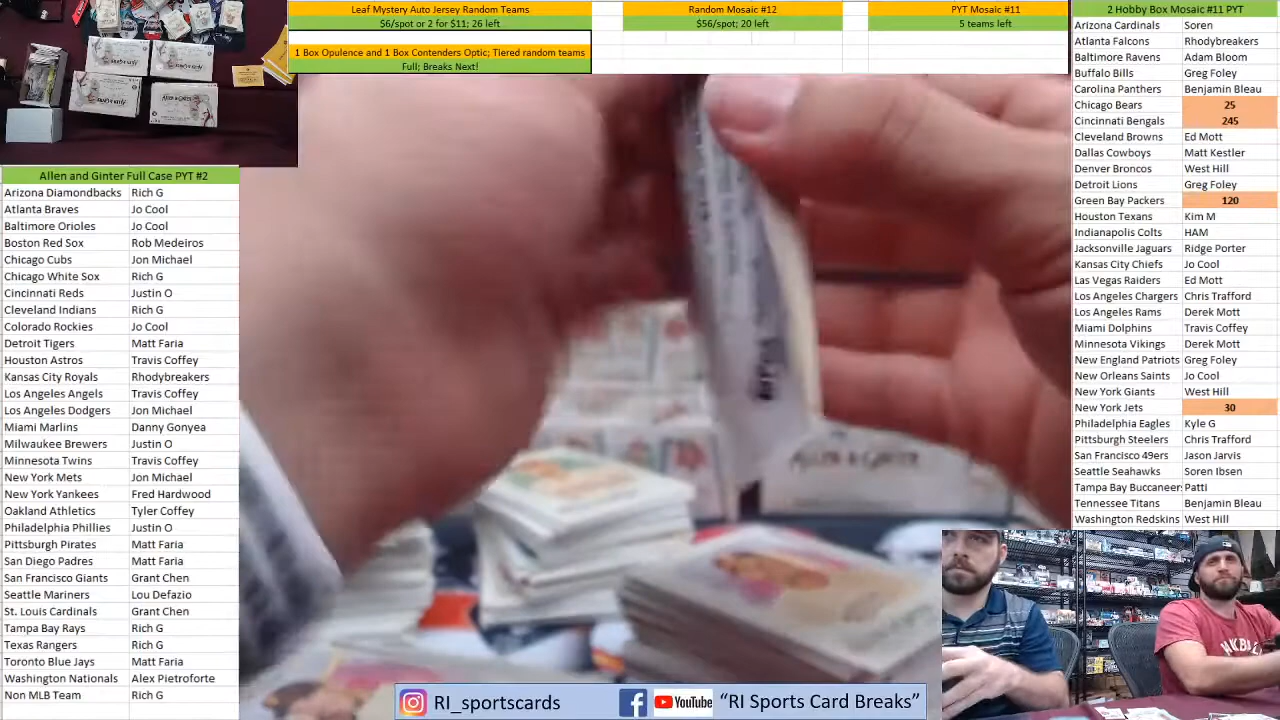 Leaf Mystery Auto Jersey Random Teams
$6/spot or 2 for $11; 26 left
1 Box Opulence and 1 Box Contenders Optic; Tiered random teams
Full; Breaks Next!
Random Mosaic #12
$56/spot; 20 left
PYT Mosaic #11
5 teams left
2 Hobby Box Mosaic #11 PYT
Arizona Cardinals Soren
Atlanta Falcons Rhodybreakers
Baltimore Ravens Adam Bloom
Buffalo Bills Greg Foley
Carolina Panthers Benjamin Bleau
Chicago Bears 25
Cincinnati Bengals 245
Cleveland Browns Ed Mott
Dallas Cowboys Matt Kestler
Denver Broncos West Hill
Detroit Lions Greg Foley
Green Bay Packers 120
Houston Texans Kim M
Indianapolis Colts HAM
Jacksonville Jaguars Ridge Porter
Kansas City Chiefs Jo Cool
Las Vegas Raiders Ed Mott
Los Angeles Chargers Chris Trafford
Los Angeles Rams Derek Mott
Miami Dolphins Travis Coffey
Minnesota Vikings Derek Mott
New England Patriots Greg Foley
New Orleans Saints Jo Cool
New York Giants West Hill
New York Jets 30
Philadelphia Eagles Kyle G
Pittsburgh Steelers Chris Trafford
San Francisco 49ers Jason Jarvis
Seattle Seahawks Soren Ibsen
Tampa Bay Buccaneer Patti
Tennessee Titans Benjamin Bleau
Washington Redskins West Hill
Allen and Ginter Full Case PYT #2
Arizona Diamondbacks Rich G
Atlanta Braves Jo Cool
Baltimore Orioles Jo Cool
Boston Red Sox Rob Medeiros
Chicago Cubs Jon Michael
Chicago White Sox Rich G
Cincinnati Reds Justin O
Cleveland Indians Rich G
Colorado Rockies Jo Cool
Detroit Tigers Matt Faria
Houston Astros Travis Coffey
Kansas City Royals Rhodybreakers
Los Angeles Angels Travis Coffey
Los Angeles Dodgers Jon Michael
Miami Marlins Danny Gonyea
Milwaukee Brewers Justin O
Minnesota Twins Travis Coffey
New York Mets Jon Michael
New York Yankees Fred Hardwood
Oakland Athletics Tyler Coffey
Philadelphia Phillies Justin O
Pittsburgh Pirates Matt Faria
San Diego Padres Matt Faria
San Francisco Giants Grant Chen
Seattle Mariners Lou Defazio
St. Louis Cardinals Grant Chen
Tampa Bay Rays Rich G
Texas Rangers Rich G
Toronto Blue Jays Matt Faria
Washington Nationals Alex Pietroforte
Non MLB Team Rich G
ALLEN & GINTER
RI_sportscards
YouTube
"RI Sports Card Breaks"